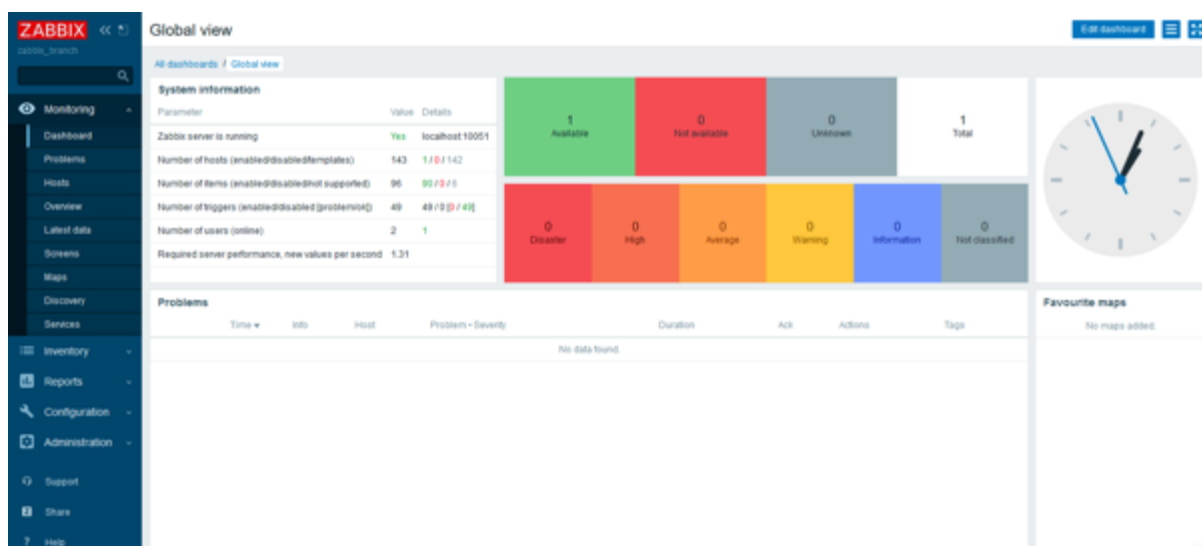 ZABBIX
zabbix_branch
Monitoring
Dashboard
Problems
Hosts
Overview
Latest data
Screens
Maps
Discovery
Services
Inventory
Reports
Configuration
Administration
Support
Share
Help
Global view
Edit dashboard
All dashboards / Global view
System information
Parameter Value Details
Zabbix server is running Yes localhost:10051
Number of hosts (enabled/disabled/templates) 143 1 / 0 / 142
Number of items (enabled/disabled/not supported) 96 90 / 0 / 6
Number of triggers (enabled/disabled [problem/ok]) 49 49 / 0 [0 / 49]
Number of users (online) 2 1
Required server performance, new values per second 1.31
1 Available
0 Not available
0 Unknown
1 Total
0 Disaster
0 High
0 Average
0 Warning
0 Information
0 Not classified
Problems
Time Info Host Problem • Severity Duration Ack Actions Tags
No data found.
Favourite maps
No maps added.